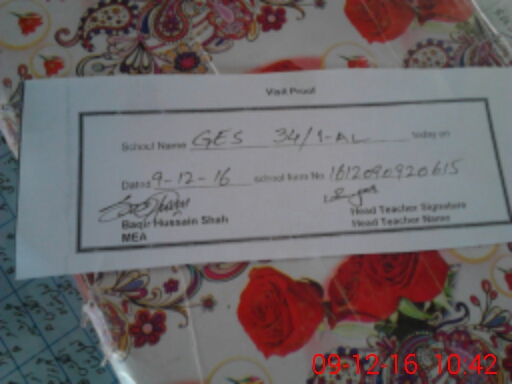 Visit Proof
School Name GES 34/1-AL today on
Dated 9-12-16 school form No 1612090920615
Baqir Hussain Shah
MEA
Head Teacher Signature
Head Teacher Name
09-12-16 10:42